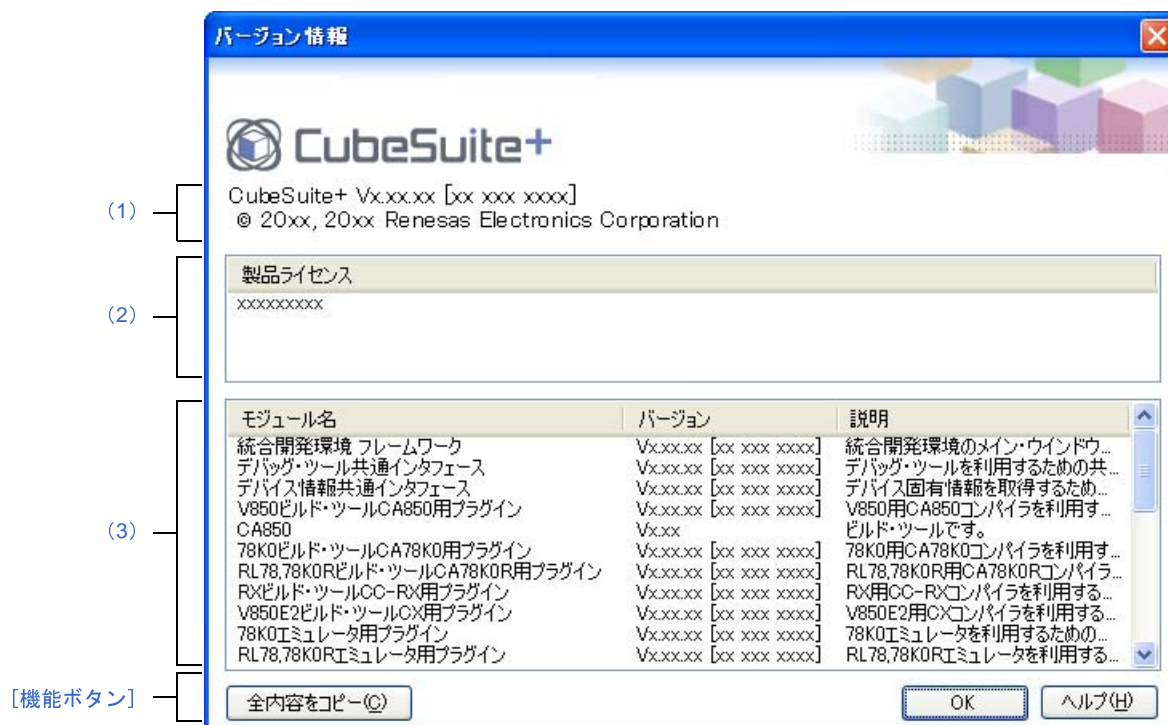 バージョン情報
CubeSuite+
(1)
CubeSuite+ Vx.xx.xx [xx xxx xxxx]
© 20xx, 20xx Renesas Electronics Corporation
(2)
製品ライセンス
xxxxxxxxx
(3)
モジュール名 バージョン 説明
統合開発環境 フレームワーク Vx.xx.xx [xx xxx xxxx] 統合開発環境のメイン・ウインドウ...
デバッグ・ツール共通インタフェース Vx.xx.xx [xx xxx xxxx] デバッグ・ツールを利用するための共...
デバイス情報共通インタフェース Vx.xx.xx [xx xxx xxxx] デバイス固有情報を取得するため...
V850ビルド・ツールCA850用プラグイン Vx.xx.xx [xx xxx xxxx] V850用CA850コンパイラを利用す...
CA850 Vx.xx ビルド・ツールです。
78K0ビルド・ツールCA78K0用プラグイン Vx.xx.xx [xx xxx xxxx] 78K0用CA78K0コンパイラを利用す...
RL78,78K0Rビルド・ツールCA78K0R用プラグイン Vx.xx.xx [xx xxx xxxx] RL78,78K0R用CA78K0Rコンパイラ...
RXビルド・ツールCC-RX用プラグイン Vx.xx.xx [xx xxx xxxx] RX用CC-RXコンパイラを利用する...
V850E2ビルド・ツールCX用プラグイン Vx.xx.xx [xx xxx xxxx] V850E2用CXコンパイラを利用する...
78K0エミュレータ用プラグイン Vx.xx.xx [xx xxx xxxx] 78K0エミュレータを利用するための...
RL78,78K0Rエミュレータ用プラグイン Vx.xx.xx [xx xxx xxxx] RL78,78K0Rエミュレータを利用する...
[機能ボタン]
全内容をコピー(C) OK ヘルプ(H)